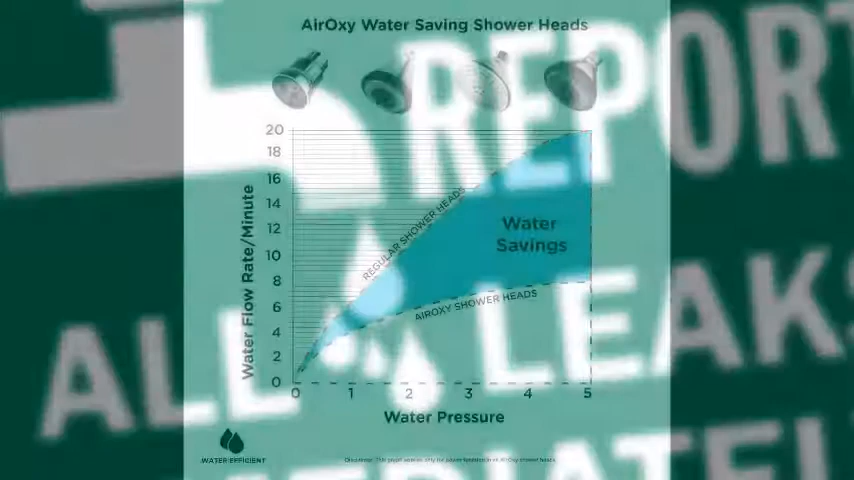 AirOxy Water Saving Shower Heads
REPORT
ALL LEAKS
Water Flow Rate/Minute
20
18
16
14
12
10
8
6
4
2
0
REGULAR SHOWER HEADS
Water
Savings
AIROXY SHOWER HEADS
0 1 2 3 4 5
Water Pressure
WATER EFFICIENT